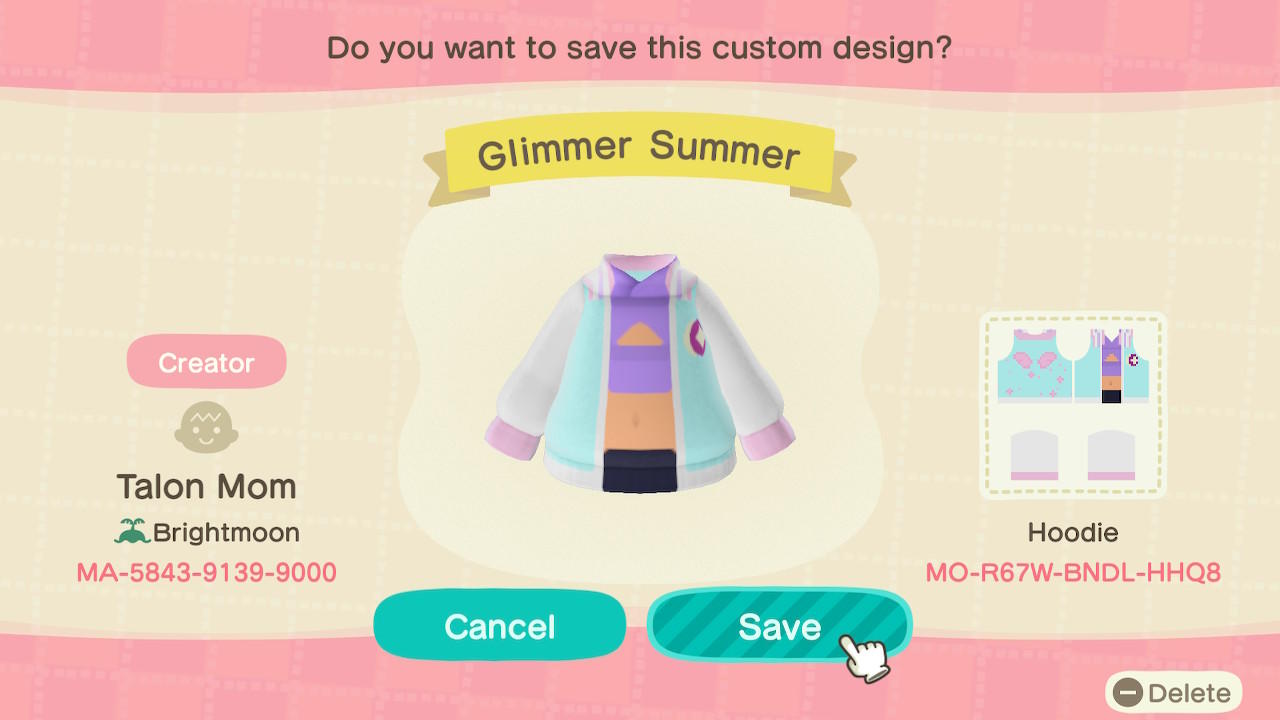 Do you want to save this custom design?
Glimmer Summer
Creator
Talon Mom
Brightmoon
MA-5843-9139-9000
Hoodie
MO-R67W-BNDL-HHQ8
Cancel
Save
Delete